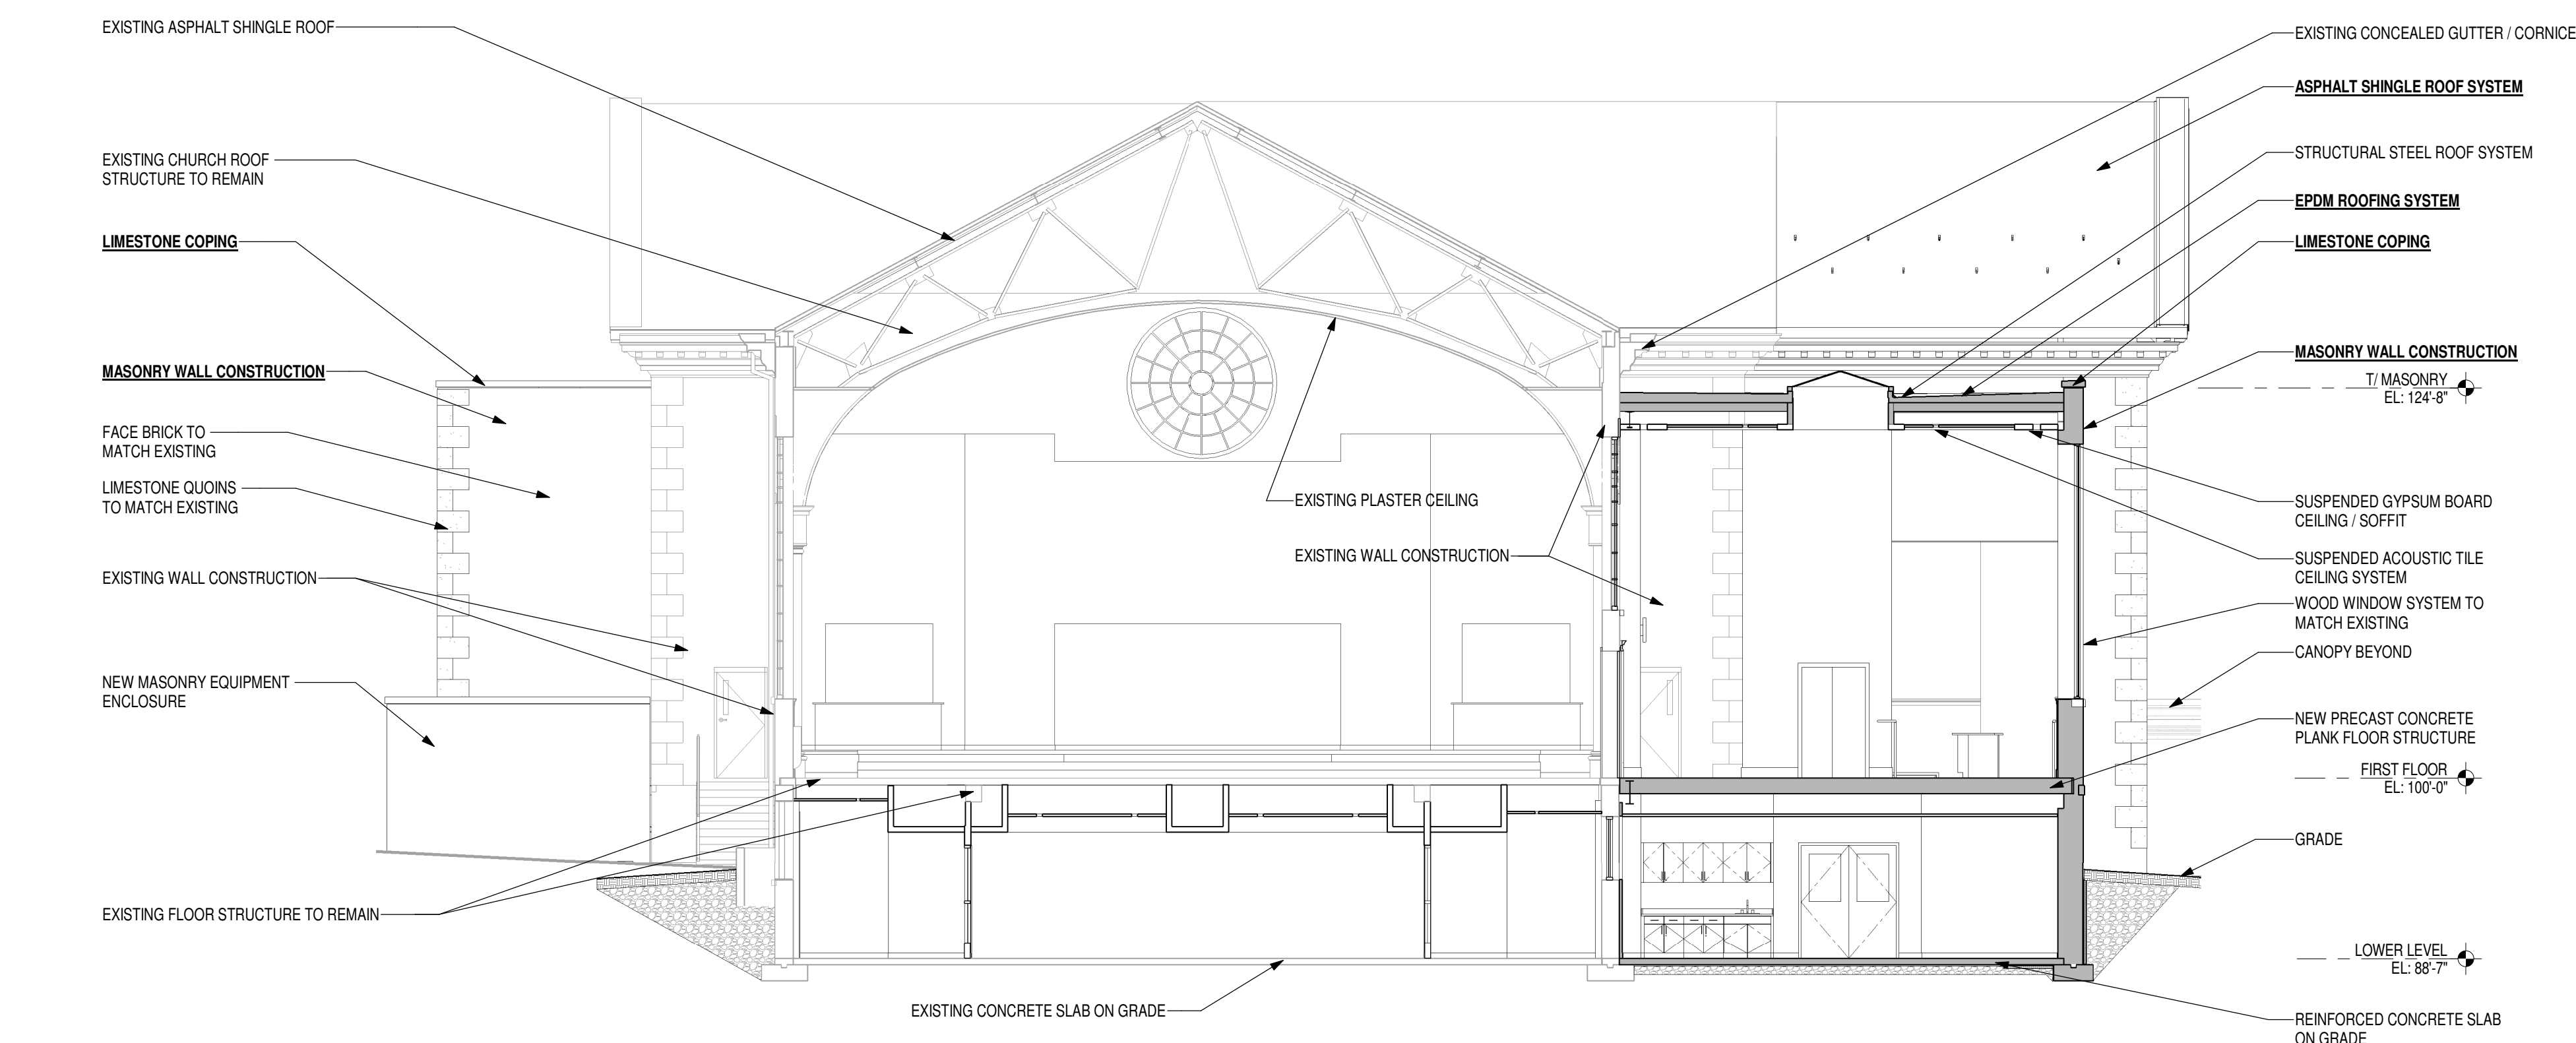 EXISTING ASPHALT SHINGLE ROOF
EXISTING CHURCH ROOF
STRUCTURE TO REMAIN
LIMESTONE COPING
MASONRY WALL CONSTRUCTION
FACE BRICK TO
MATCH EXISTING
LIMESTONE QUOINS
TO MATCH EXISTING
EXISTING WALL CONSTRUCTION
NEW MASONRY EQUIPMENT
ENCLOSURE
EXISTING FLOOR STRUCTURE TO REMAIN
EXISTING PLASTER CEILING
EXISTING WALL CONSTRUCTION
EXISTING CONCRETE SLAB ON GRADE
EXISTING CONCEALED GUTTER / CORNICE
ASPHALT SHINGLE ROOF SYSTEM
STRUCTURAL STEEL ROOF SYSTEM
EPDM ROOFING SYSTEM
LIMESTONE COPING
MASONRY WALL CONSTRUCTION
T/ MASONRY
EL: 124'-8"
SUSPENDED GYPSUM BOARD
CEILING / SOFFIT
SUSPENDED ACOUSTIC TILE
CEILING SYSTEM
WOOD WINDOW SYSTEM TO
MATCH EXISTING
CANOPY BEYOND
NEW PRECAST CONCRETE
PLANK FLOOR STRUCTURE
FIRST FLOOR
EL: 100'-0"
GRADE
LOWER LEVEL
EL: 88'-7"
REINFORCED CONCRETE SLAB
ON GRADE